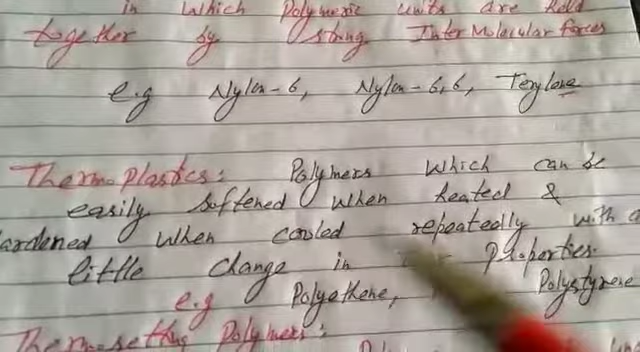 in which Polymeric units are held
together by strong Inter Molecular forces
e.g Nylon-6, Nylon-6,6, Terylene
Thermoplastics: Polymers which can be
easily softened when heated &
ardened when cooled repeatedly with a
little change in Properties.
e.g Polyethene, Polystyrene
Thermosetting Polymers: